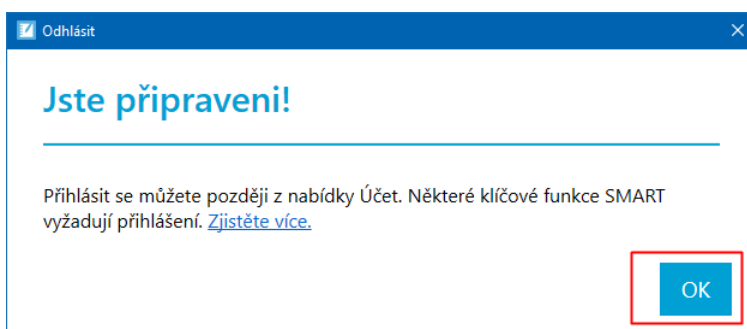 Odhlásit
Jste připraveni!
Přihlásit se můžete později z nabídky Účet. Některé klíčové funkce SMART
vyžadují přihlášení. Zjistěte více.
OK